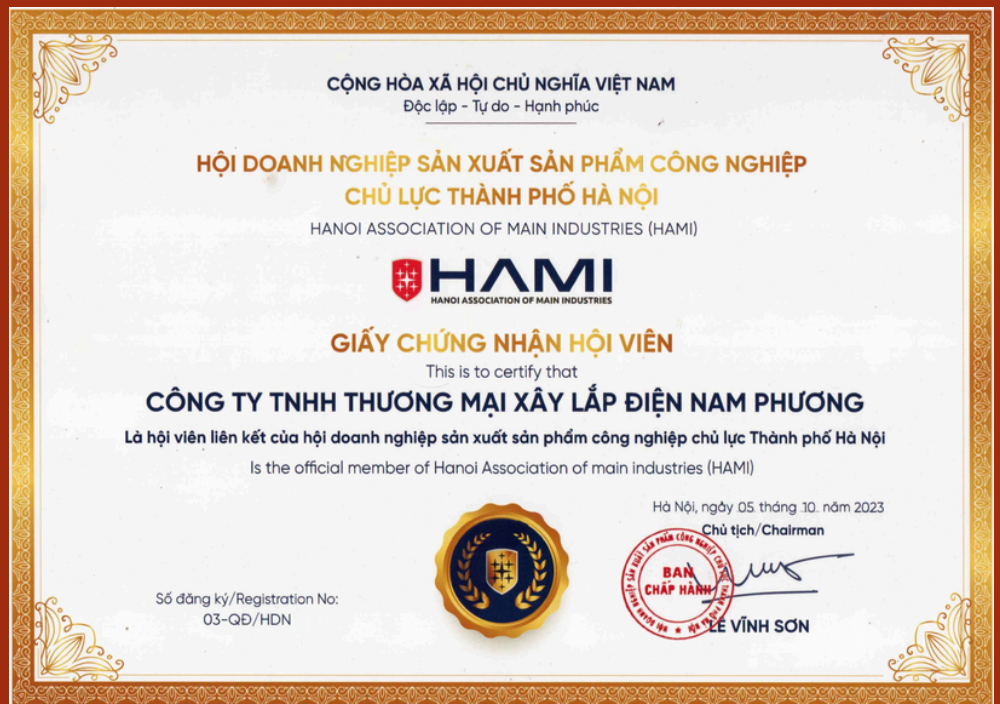 CỘNG HÒA XÃ HỘI CHỦ NGHĨA VIỆT NAM
Độc lập - Tự do - Hạnh phúc
HỘI DOANH NGHIỆP SẢN XUẤT SẢN PHẨM CÔNG NGHIỆP
CHỦ LỰC THÀNH PHỐ HÀ NỘI
HANOI ASSOCIATION OF MAIN INDUSTRIES (HAMI)
HAMI
HANOI ASSOCIATION OF MAIN INDUSTRIES
GIẤY CHỨNG NHẬN HỘI VIÊN
This is to certify that
CÔNG TY TNHH THƯƠNG MẠI XÂY LẮP ĐIỆN NAM PHƯƠNG
Là hội viên liên kết của hội doanh nghiệp sản xuất sản phẩm công nghiệp chủ lực Thành phố Hà Nội
Is the official member of Hanoi Association of main industries (HAMI)
Hà Nội, ngày 05 tháng 10 năm 2023
Chủ tịch/Chairman
BAN
CHẤP HÀNH
LÊ VĨNH SƠN
Số đăng ký/Registration No:
03-QĐ/HDN